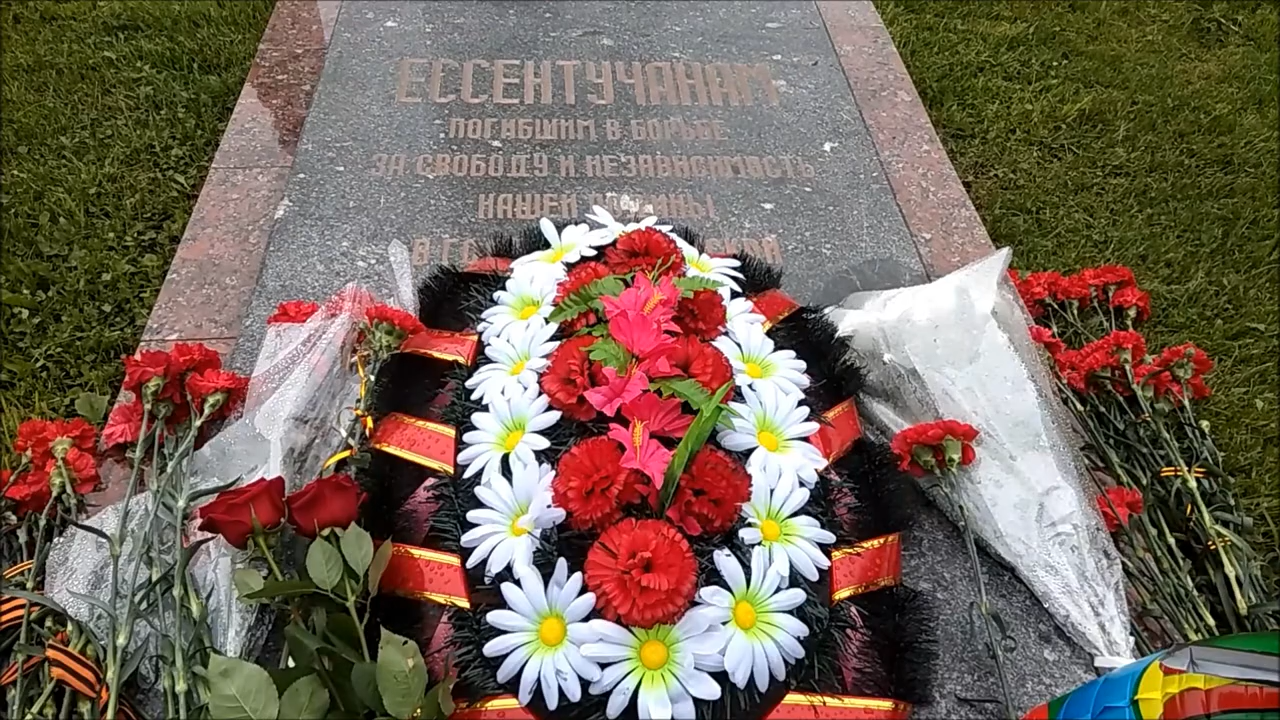 ЕССЕНТУЧАНАМ
ПОГИБШИМ В БОРЬБЕ
ЗА СВОБОДУ И НЕЗАВИСИМОСТЬ
НАШЕЙ
В